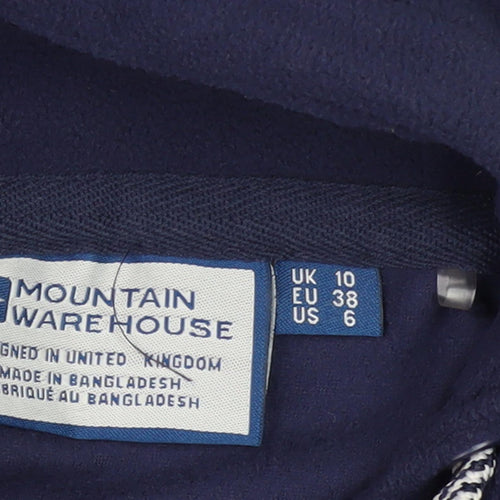 MOUNTAIN
WAREHOUSE
GNED IN UNITED KINGDOM
MADE IN BANGLADESH
BRIQUÉ AU BANGLADESH
UK 10
EU 38
US 6